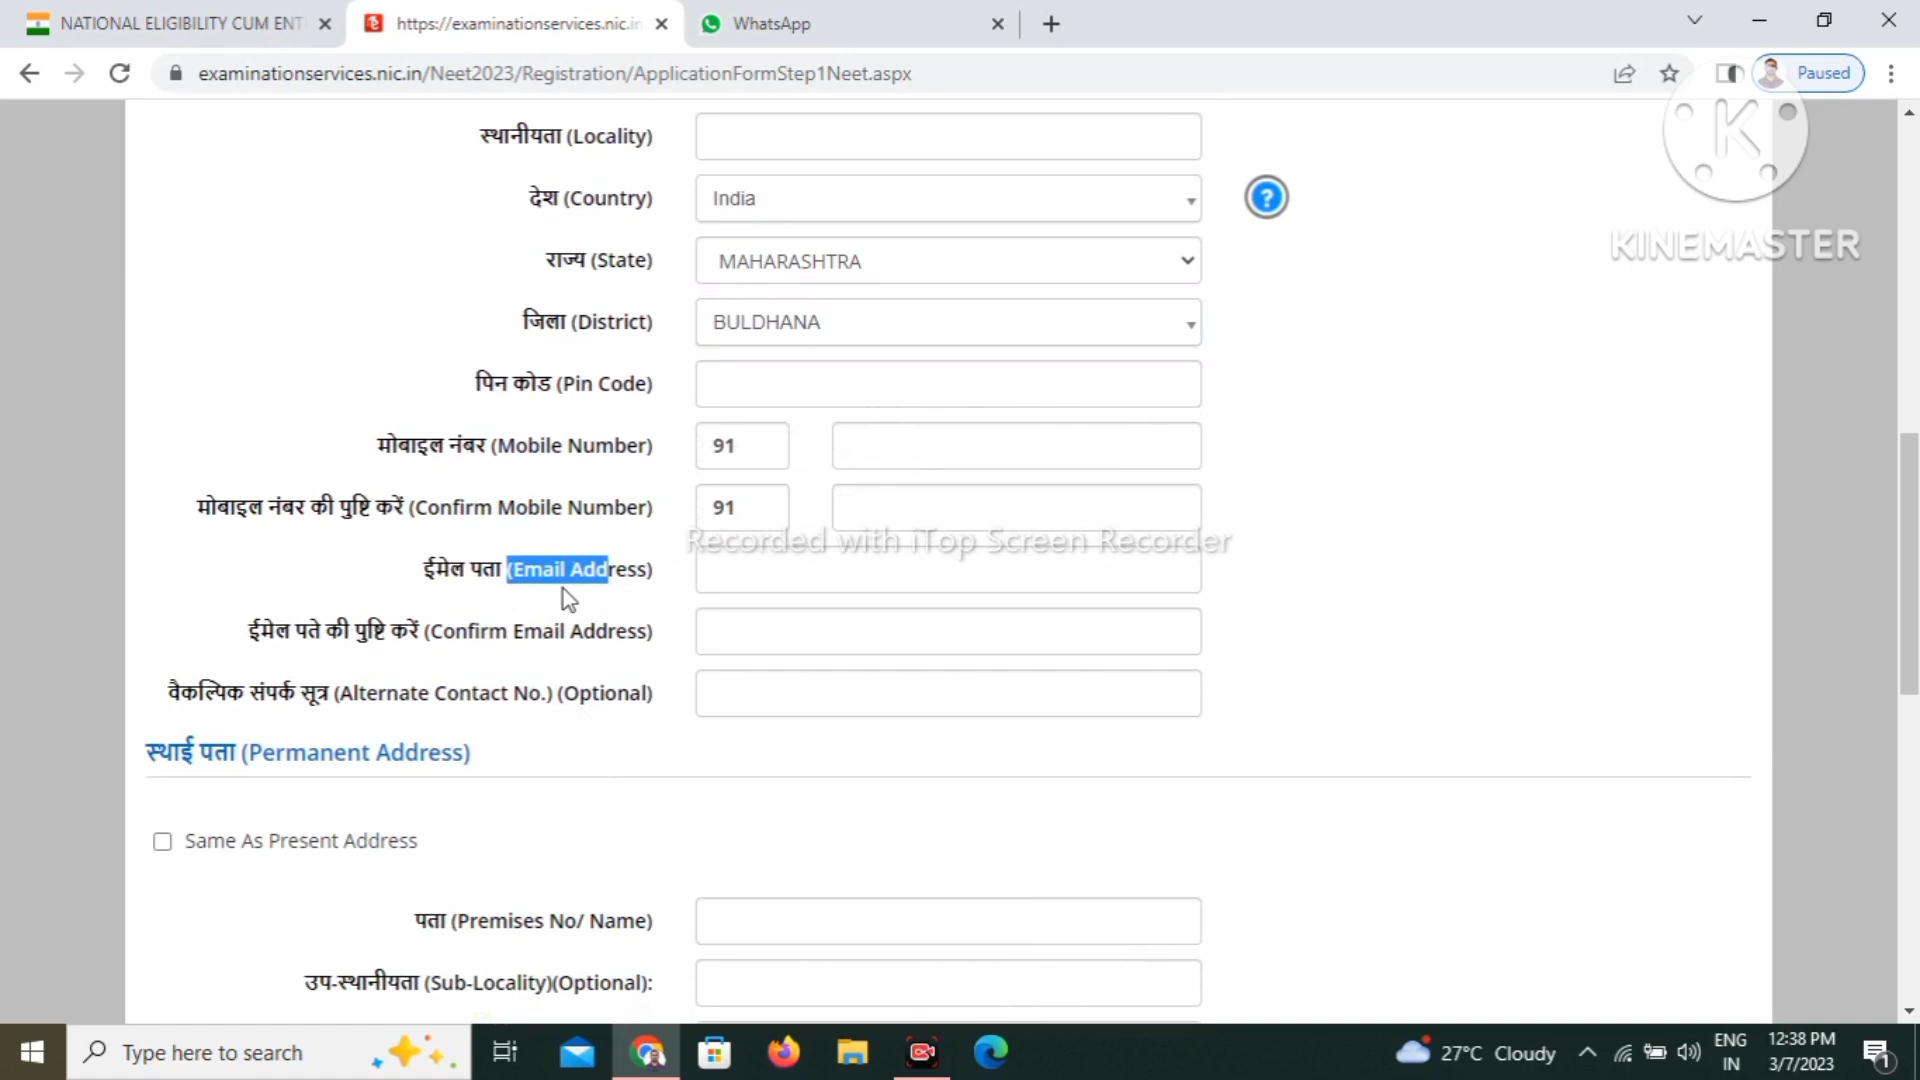 NATIONAL ELIGIBILITY CUM ENT
https://examinationservices.nic.in
WhatsApp
examinationservices.nic.in/Neet2023/Registration/ApplicationFormStep1Neet.aspx
Paused
K
KINEMASTER
स्थानीयता (Locality)
देश (Country) India ?
राज्य (State) MAHARASHTRA
जिला (District) BULDHANA
पिन कोड (Pin Code)
मोबाइल नंबर (Mobile Number) 91
मोबाइल नंबर की पुष्टि करें (Confirm Mobile Number) 91
Recorded with iTop Screen Recorder
ईमेल पता (Email Address)
ईमेल पते की पुष्टि करें (Confirm Email Address)
वैकल्पिक संपर्क सूत्र (Alternate Contact No.) (Optional)
स्थाई पता (Permanent Address)
Same As Present Address
पता (Premises No/ Name)
उप-स्थानीयता (Sub-Locality)(Optional):
Type here to search
27°C Cloudy
ENG
IN
12:38 PM
3/7/2023
1